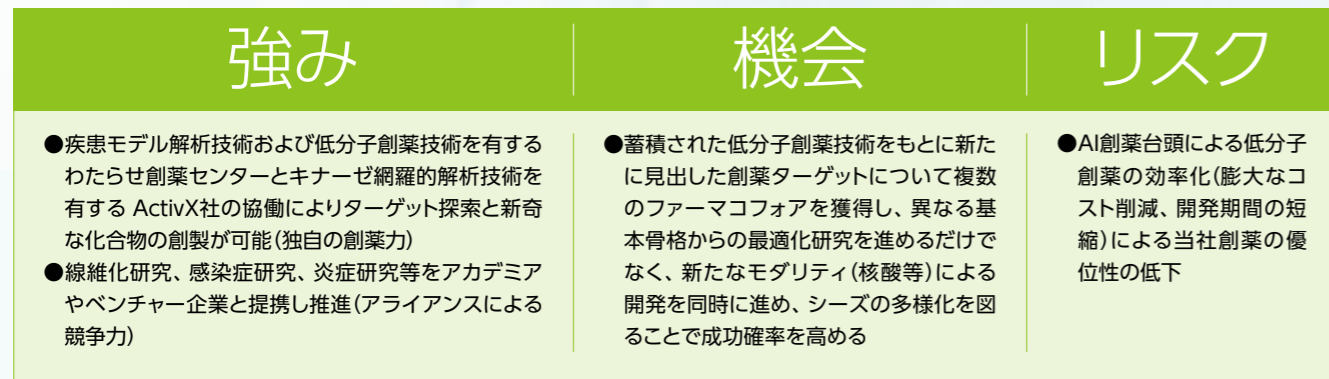 強み
●疾患モデル解析技術および低分子創薬技術を有する
わたらせ創薬センターとキナーゼ網羅的解析技術を
有する ActivX社の協働によりターゲット探索と新奇
な化合物の創製が可能(独自の創薬力)
●線維化研究、感染症研究、炎症研究等をアカデミア
やベンチャー企業と提携し推進(アライアンスによる
競争力)
機会
●蓄積された低分子創薬技術をもとに新た
に見出した創薬ターゲットについて複数
のファーマコフォアを獲得し、異なる基
本骨格からの最適化研究を進めるだけで
なく、新たなモダリティ(核酸等)による
開発を同時に進め、シーズの多様化を図
ることで成功確率を高める
リスク
●AI創薬台頭による低分子
創薬の効率化(膨大なコ
スト削減、開発期間の短
縮)による当社創薬の優
位性の低下